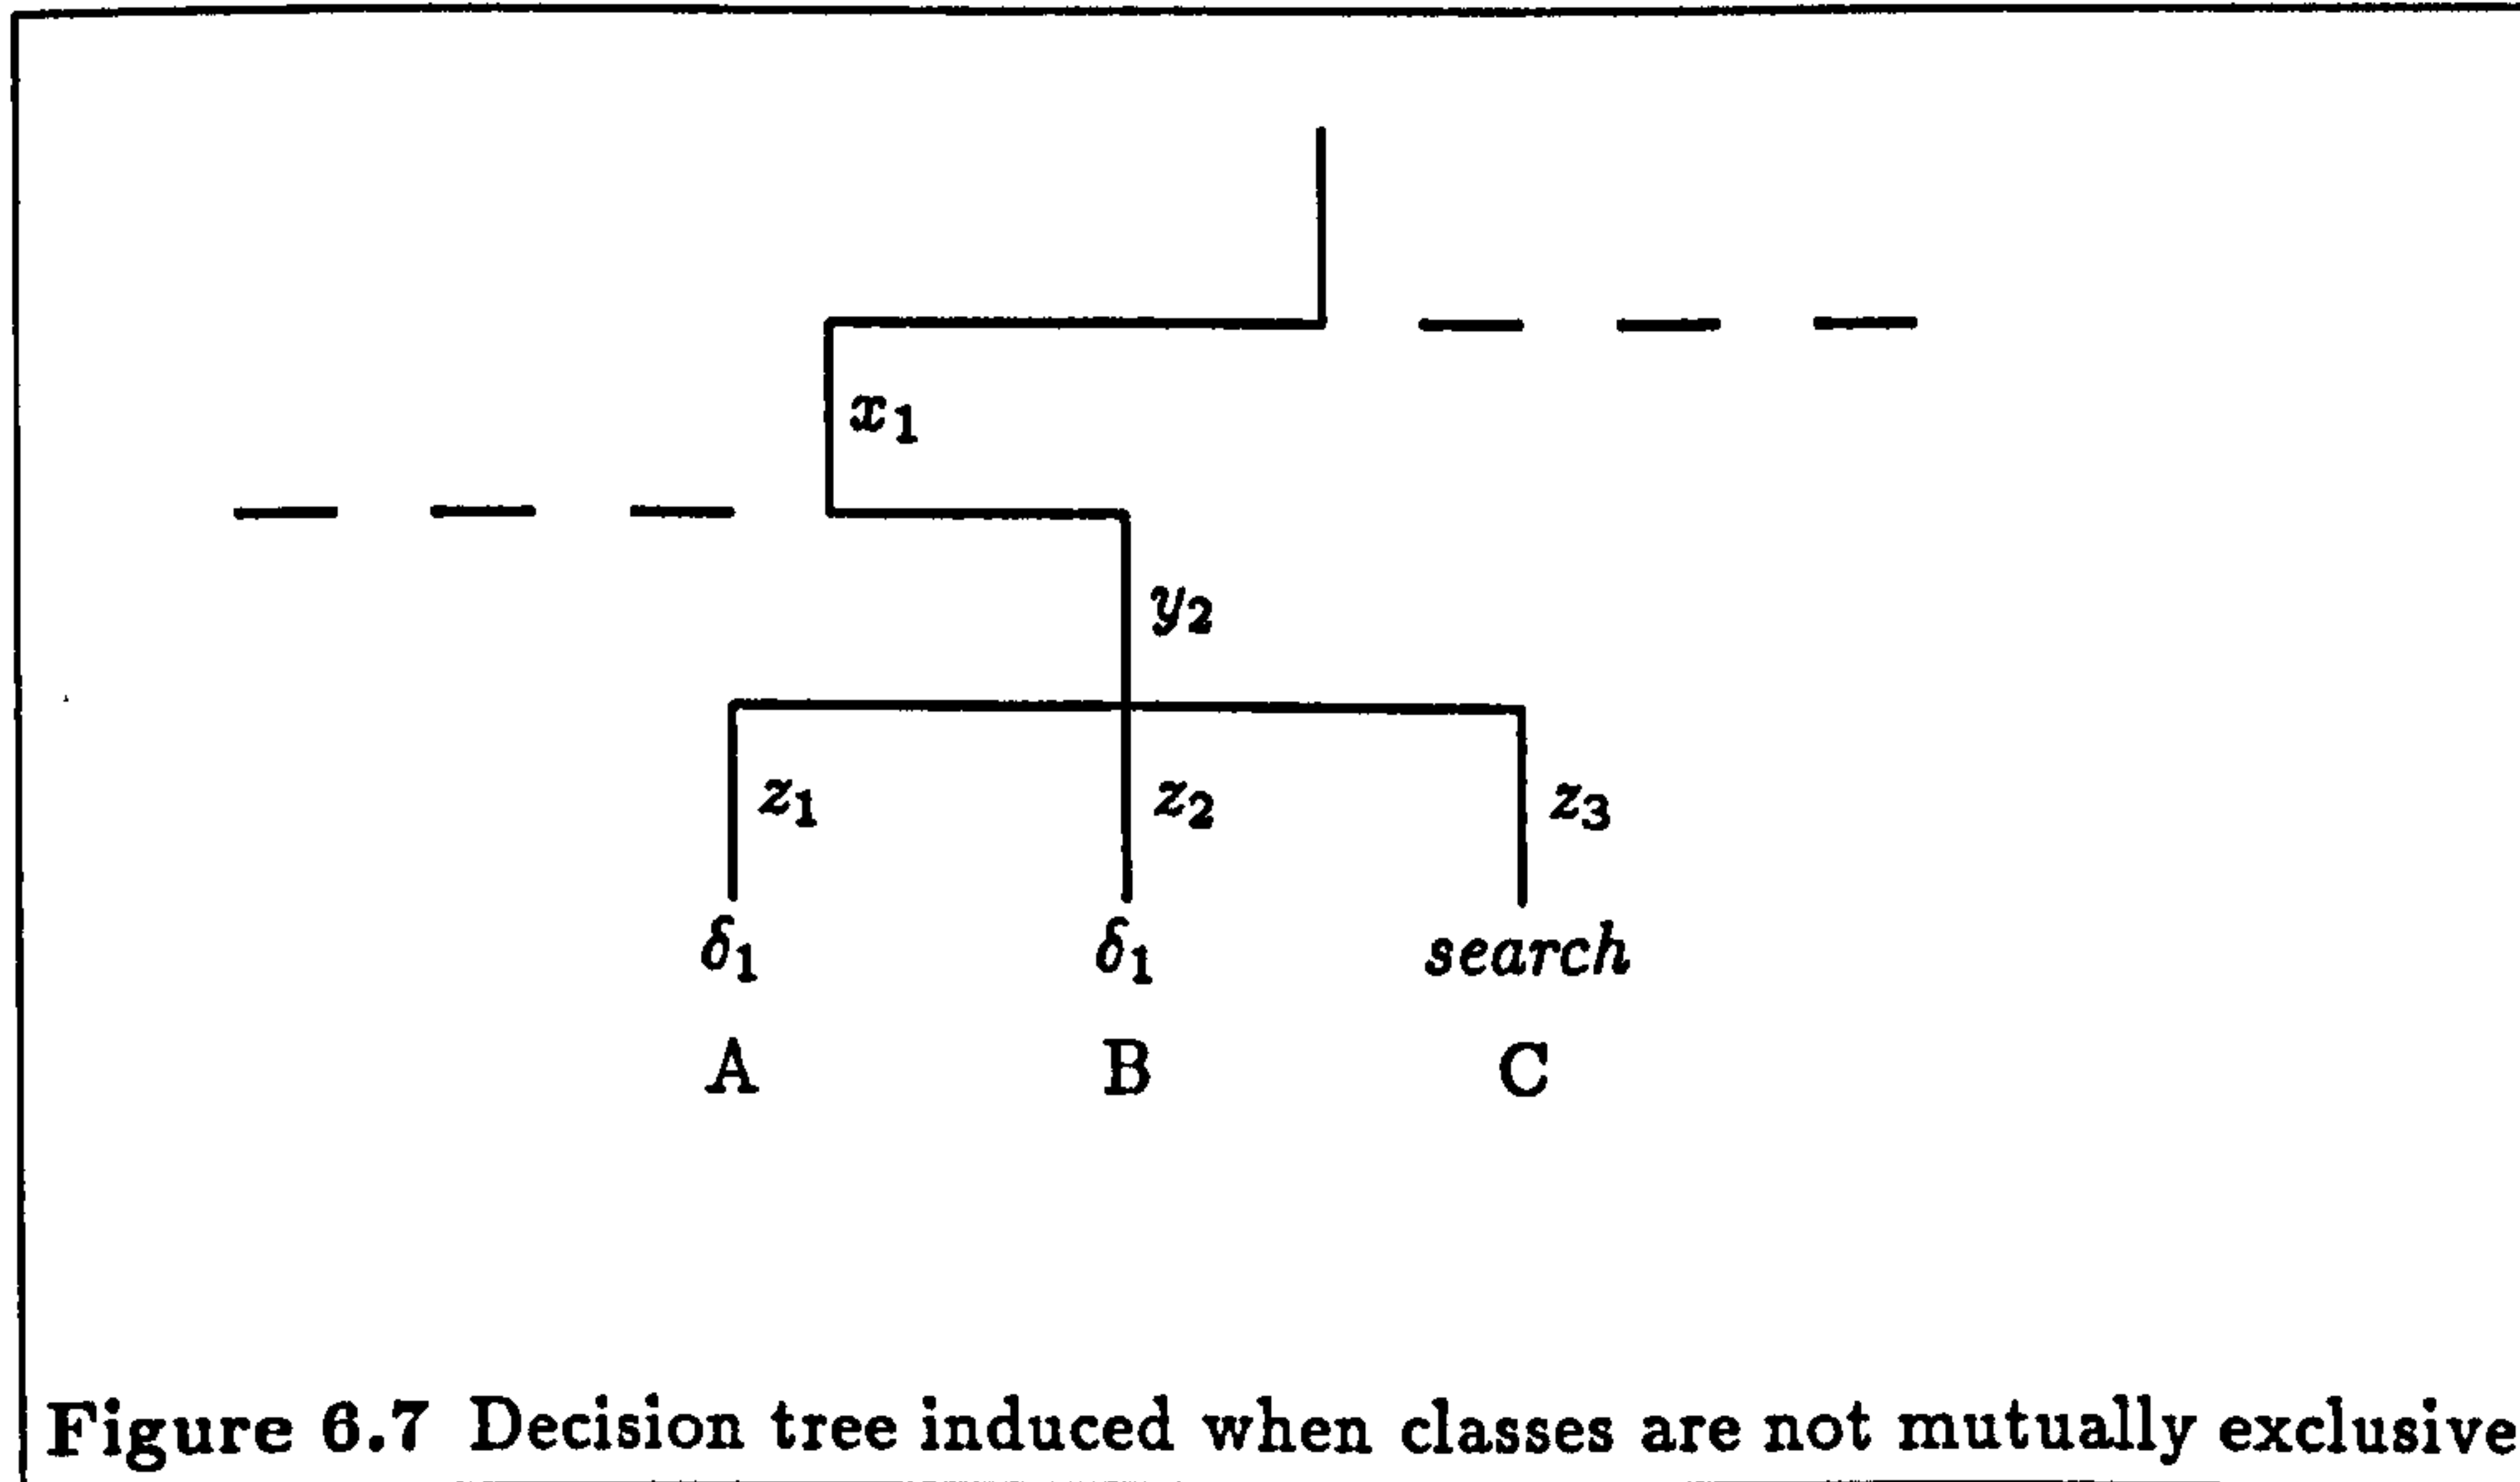 x1
y2
z1 z2 z3
δ1 δ1 search
A B C
Figure 6.7 Decision tree induced when classes are not mutually exclusive